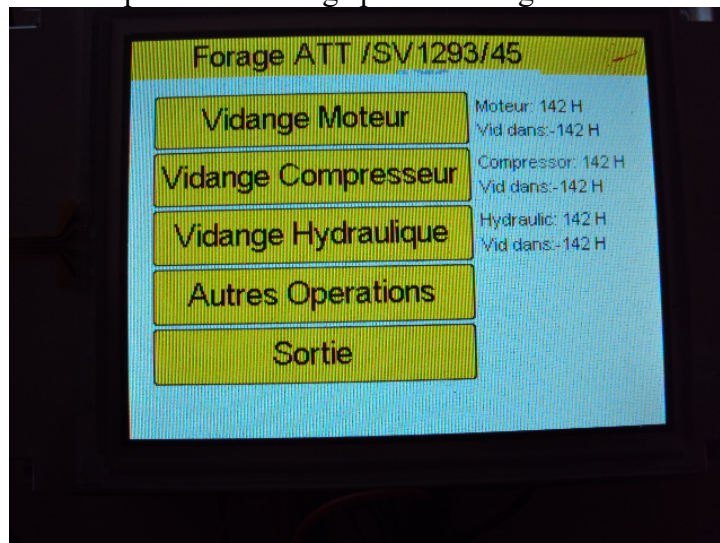 Forage ATT /SV1293/45
Vidange Moteur
Moteur: 142 H
Vid dans:-142 H
Vidange Compresseur
Compressor: 142 H
Vid dans:-142 H
Vidange Hydraulique
Hydraulic: 142 H
Vid dans:-142 H
Autres Operations
Sortie